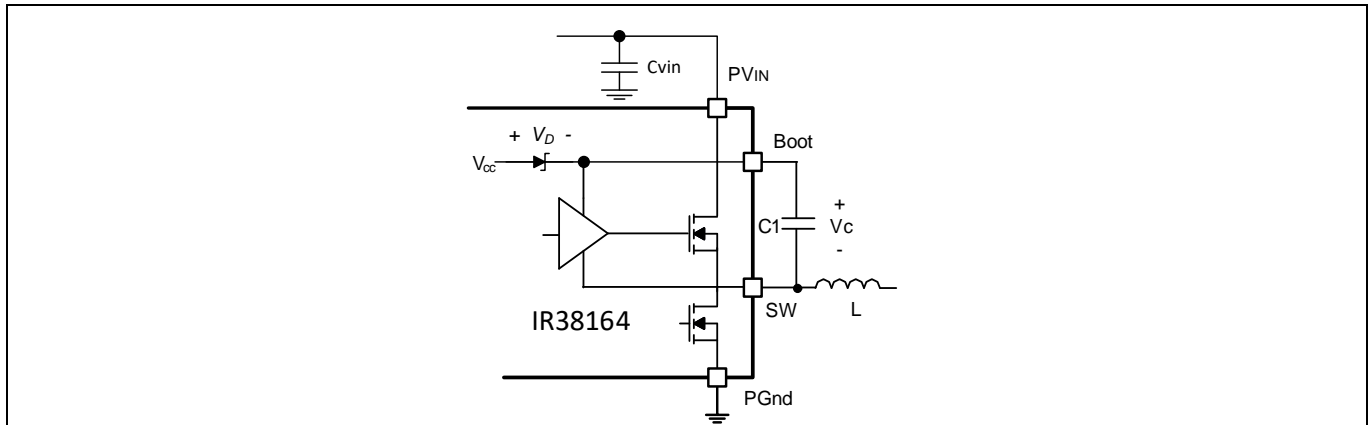 Cvin
PVIN
+ VD -
Boot
Vcc
+
C1
Vc
-
SW
L
IR38164
PGnd